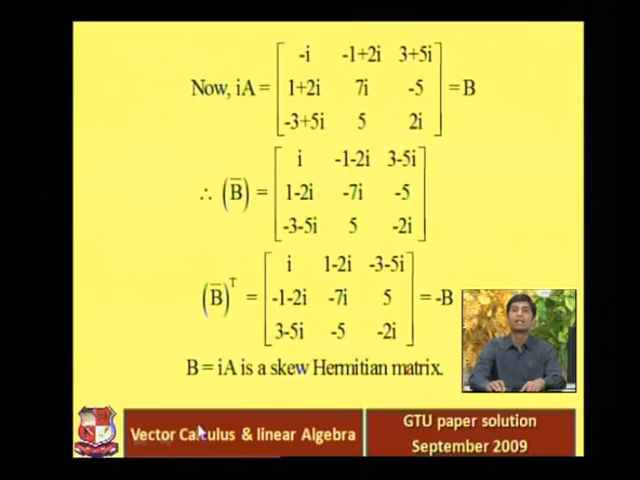 Now, iA = [ -i -1+2i 3+5i
1+2i 7i -5
-3+5i 5 2i ] = B
∴ (B̅) = [ i -1-2i 3-5i
1-2i -7i -5
-3-5i 5 -2i ]
(B̅)ᵀ = [ i 1-2i -3-5i
-1-2i -7i 5
3-5i -5 -2i ] = -B
B = iA is a skew Hermitian matrix.
Vector Calculus & linear Algebra
GTU paper solution
September 2009